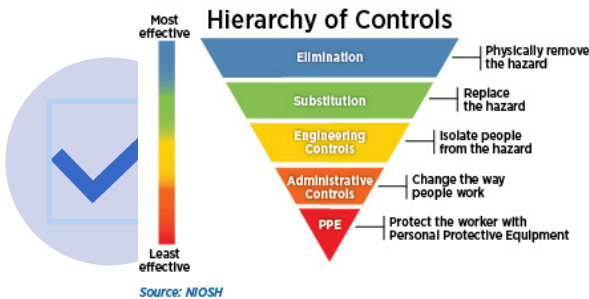 Hierarchy of Controls
Most
effective
Elimination
Physically remove
the hazard
Substitution
Replace
the hazard
Engineering
Controls
Isolate people
from the hazard
Administrative
Controls
Change the way
people work
PPE
Protect the worker with
Personal Protective Equipment
Least
effective
Source: NIOSH